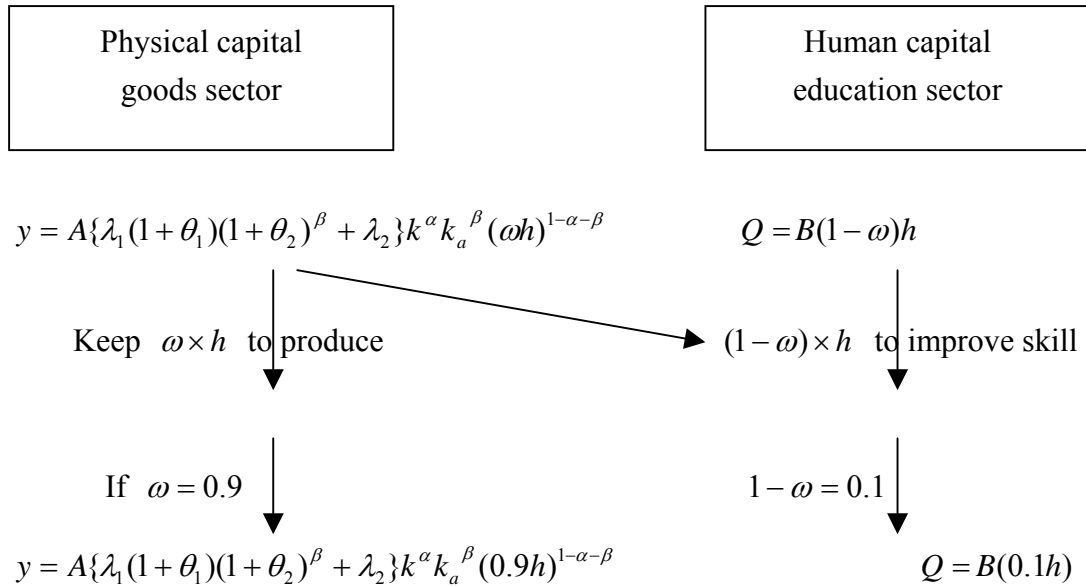 Physical capital
goods sector
Human capital
education sector
y = A{λ₁(1+θ₁)(1+θ₂)^β + λ₂}k^α kₐ^β (ωh)^{1−α−β}
Q = B(1−ω)h
Keep ω × h to produce
(1−ω) × h to improve skill
If ω = 0.9
1−ω = 0.1
y = A{λ₁(1+θ₁)(1+θ₂)^β + λ₂}k^α kₐ^β (0.9h)^{1−α−β}
Q = B(0.1h)